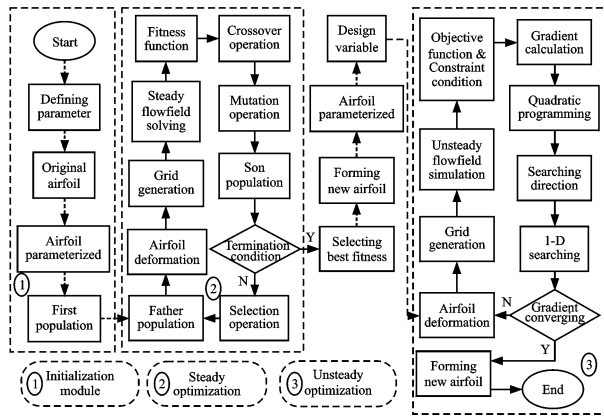 Start
Defining
parameter
Original
airfoil
Airfoil
parameterized
1
First
population
Fitness
function
Steady
flowfield
solving
Grid
generation
Airfoil
deformation
Father
population
Crossover
operation
Mutation
operation
Son
population
Termination
condition
Y
N
2
Selection
operation
Design
variable
Airfoil
parameterized
Forming
new airfoil
Selecting
best fitness
Objective
function &
Constraint
condition
Unsteady
flowfield
simulation
Grid
generation
Airfoil
deformation
Gradient
calculation
Quadratic
programming
Searching
direction
1-D
searching
Gradient
converging
N
Y
3
Forming
new airfoil
End
1 Initialization
module
2 Steady
optimization
3 Unsteady
optimization